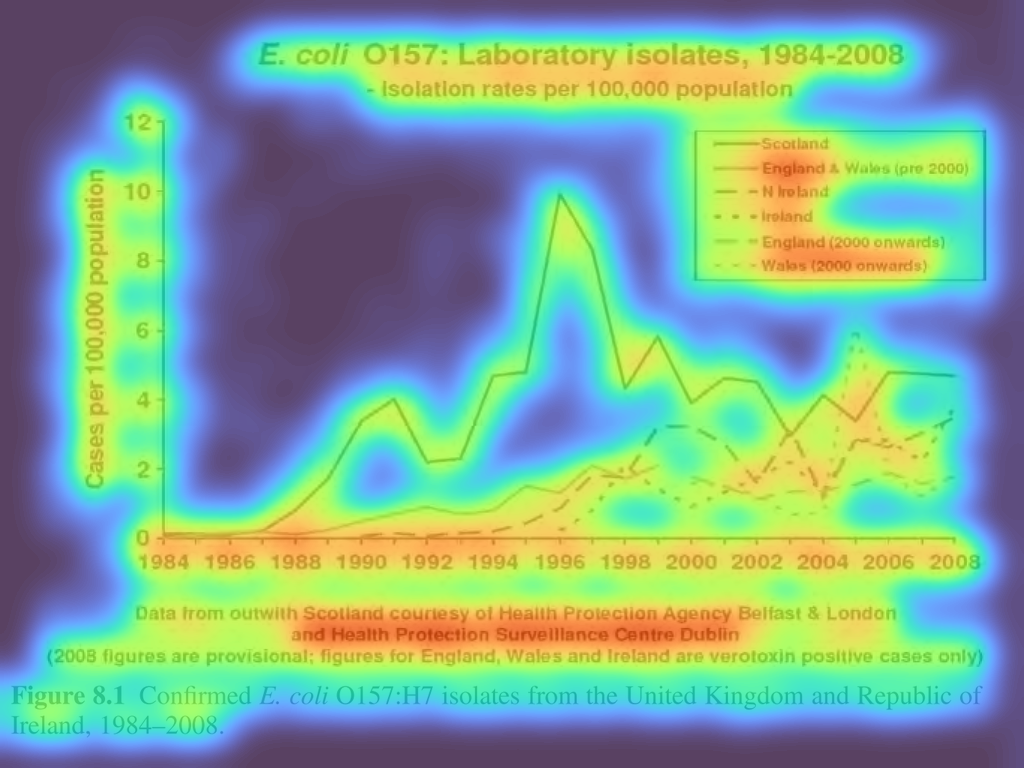 E. coli O157: Laboratory isolates, 1984-2008
- Isolation rates per 100,000 population
Cases per 100,000 population
12
10
8
6
4
2
0
Scotland
England & Wales (pre 2000)
N Ireland
Ireland
England (2000 onwards)
Wales (2000 onwards)
1984 1986 1988 1990 1992 1994 1996 1998 2000 2002 2004 2006 2008
Data from outwith Scotland courtesy of Health Protection Agency Belfast & London
and Health Protection Surveillance Centre Dublin
(2008 figures are provisional; figures for England, Wales and Ireland are verotoxin positive cases only)
Figure 8.1 Confirmed E. coli O157:H7 isolates from the United Kingdom and Republic of
Ireland, 1984–2008.